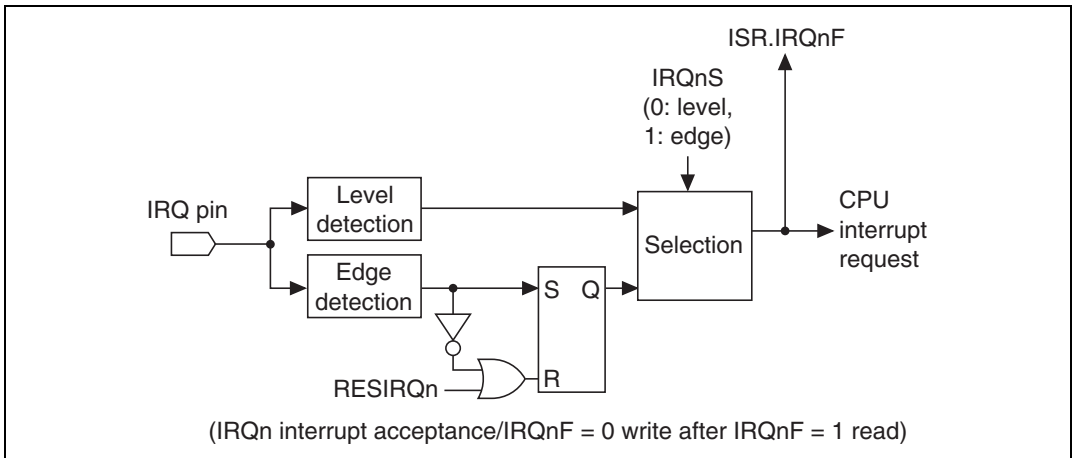 ISR.IRQnF
IRQnS
(0: level,
1: edge)
IRQ pin
Level
detection
CPU
interrupt
request
Selection
Edge
detection
S Q
R
RESIRQn
(IRQn interrupt acceptance/IRQnF = 0 write after IRQnF = 1 read)